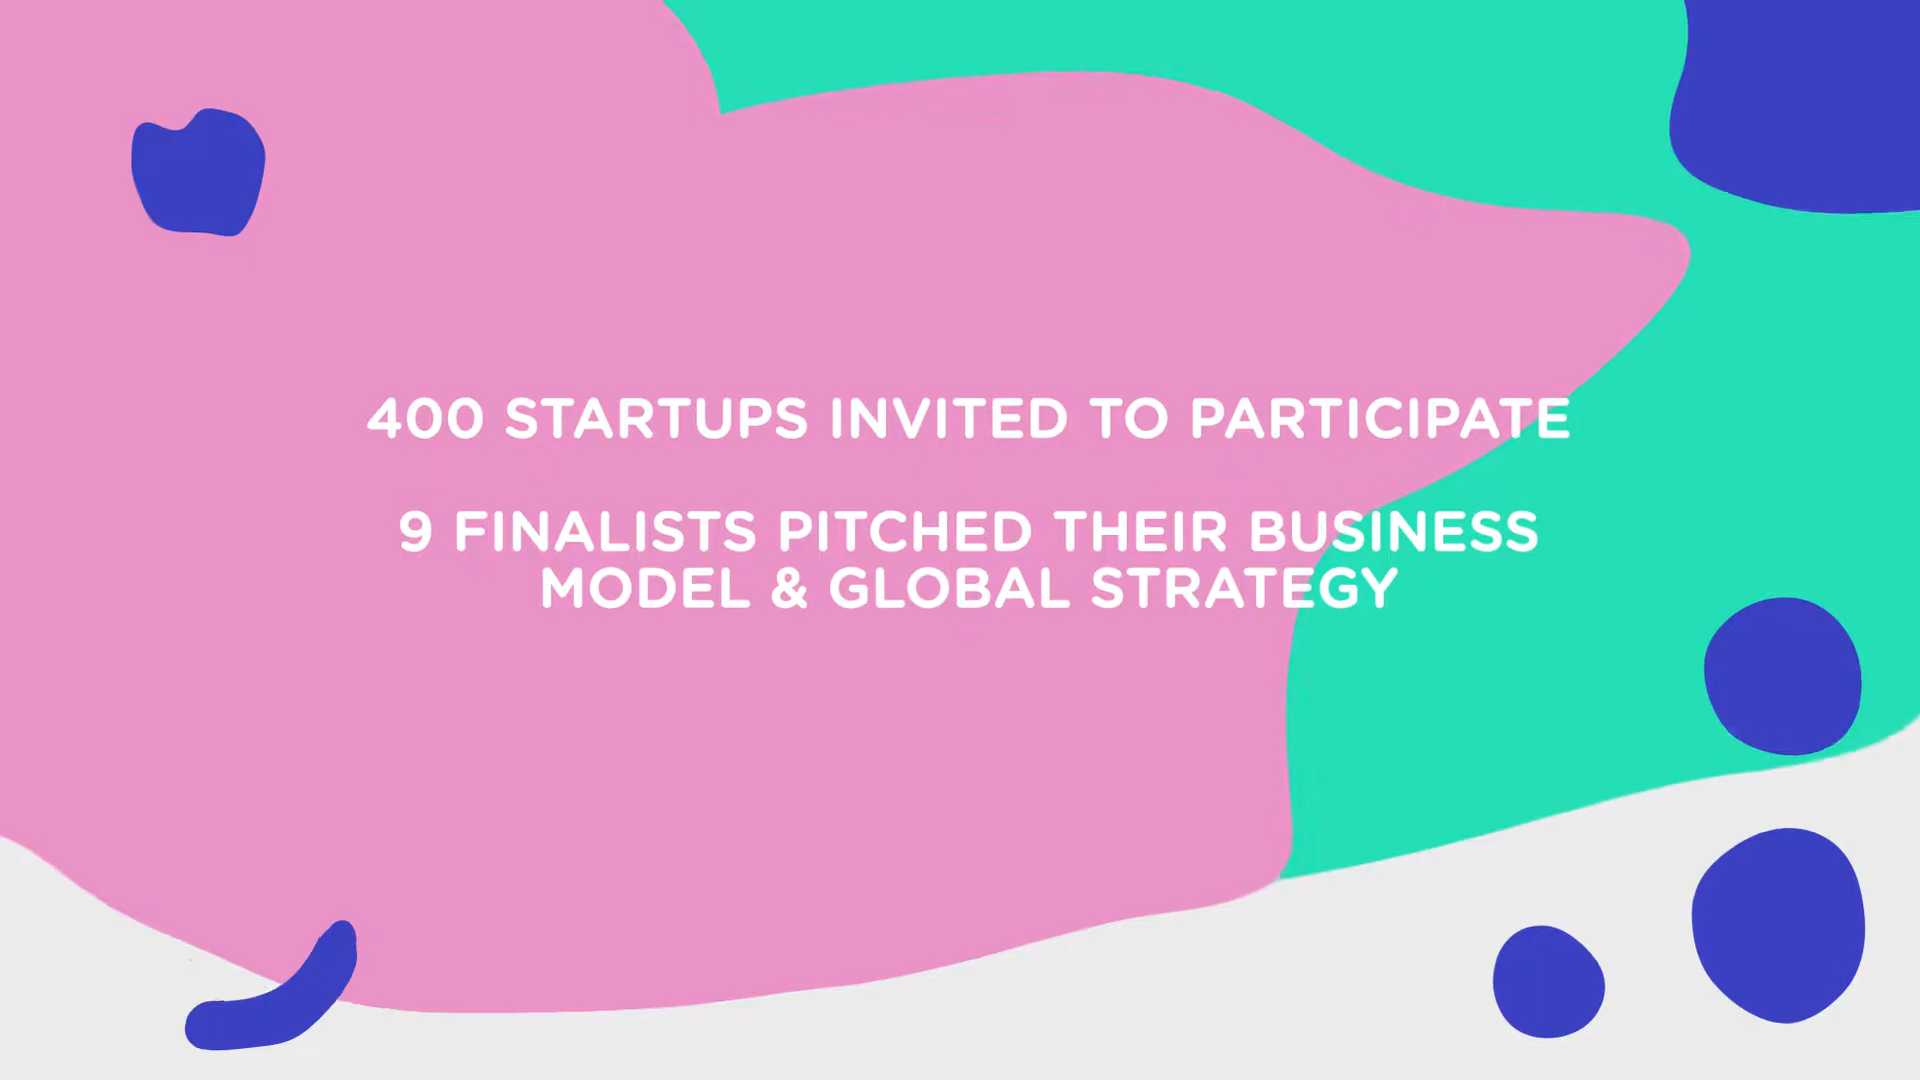 400 STARTUPS INVITED TO PARTICIPATE
9 FINALISTS PITCHED THEIR BUSINESS
MODEL & GLOBAL STRATEGY